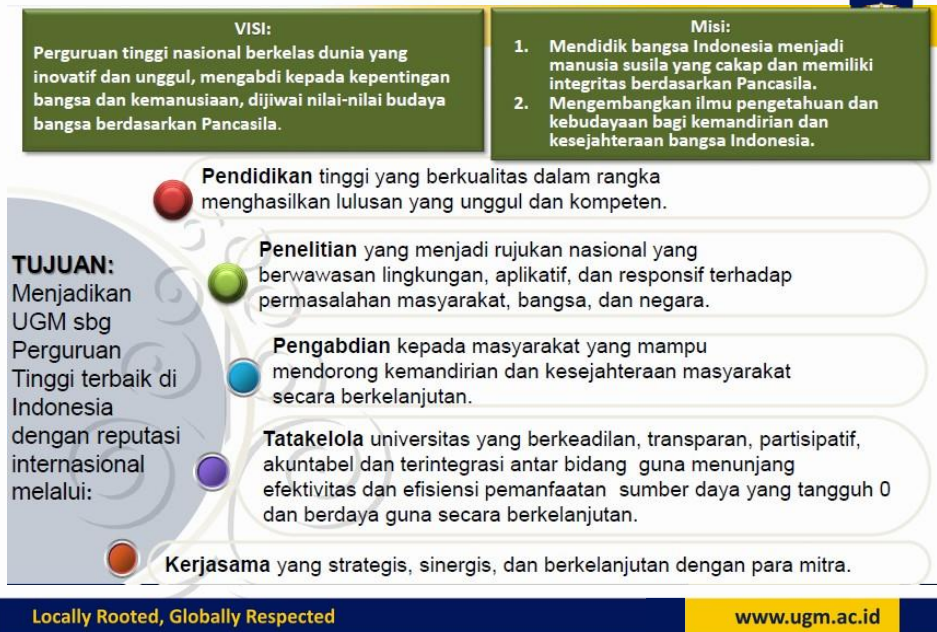 VISI:
Perguruan tinggi nasional berkelas dunia yang
inovatif dan unggul, mengabdi kepada kepentingan
bangsa dan kemanusiaan, dijiwai nilai-nilai budaya
bangsa berdasarkan Pancasila.
Misi:
1. Mendidik bangsa Indonesia menjadi
manusia susila yang cakap dan memiliki
integritas berdasarkan Pancasila.
2. Mengembangkan ilmu pengetahuan dan
kebudayaan bagi kemandirian dan
kesejahteraan bangsa Indonesia.
TUJUAN:
Menjadikan
UGM sbg
Perguruan
Tinggi terbaik di
Indonesia
dengan reputasi
internasional
melalui:
Pendidikan tinggi yang berkualitas dalam rangka
menghasilkan lulusan yang unggul dan kompeten.
Penelitian yang menjadi rujukan nasional yang
berwawasan lingkungan, aplikatif, dan responsif terhadap
permasalahan masyarakat, bangsa, dan negara.
Pengabdian kepada masyarakat yang mampu
mendorong kemandirian dan kesejahteraan masyarakat
secara berkelanjutan.
Tatakelola universitas yang berkeadilan, transparan, partisipatif,
akuntabel dan terintegrasi antar bidang guna menunjang
efektivitas dan efisiensi pemanfaatan sumber daya yang tangguh 0
dan berdaya guna secara berkelanjutan.
Kerjasama yang strategis, sinergis, dan berkelanjutan dengan para mitra.
Locally Rooted, Globally Respected
www.ugm.ac.id